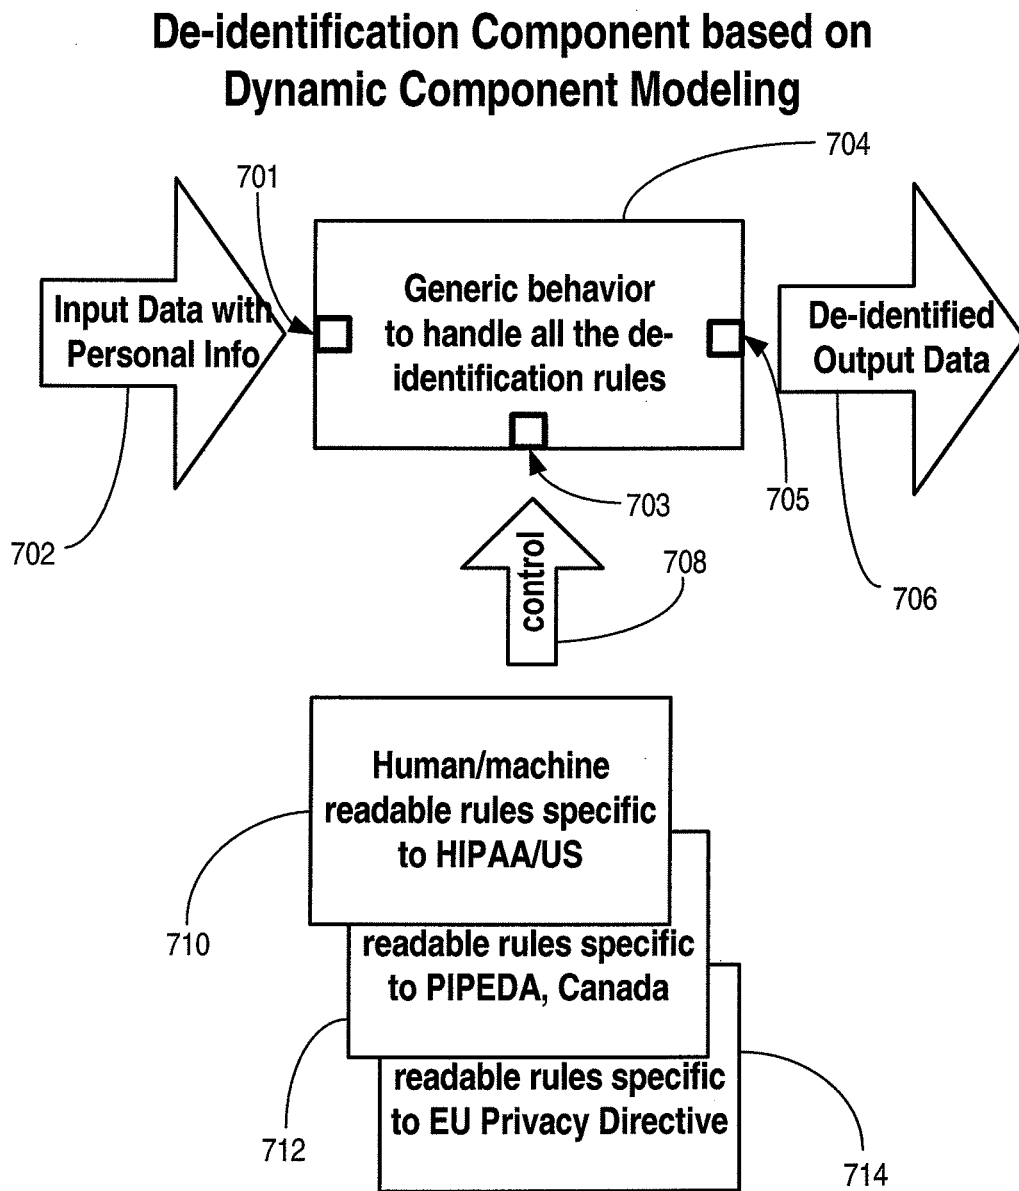 De-identification Component based on
Dynamic Component Modeling
704
701
Input Data with
Personal Info
Generic behavior
to handle all the de-
identification rules
De-identified
Output Data
703
705
702
706
control
708
Human/machine
readable rules specific
to HIPAA/US
710
readable rules specific
to PIPEDA, Canada
712
readable rules specific
to EU Privacy Directive
714